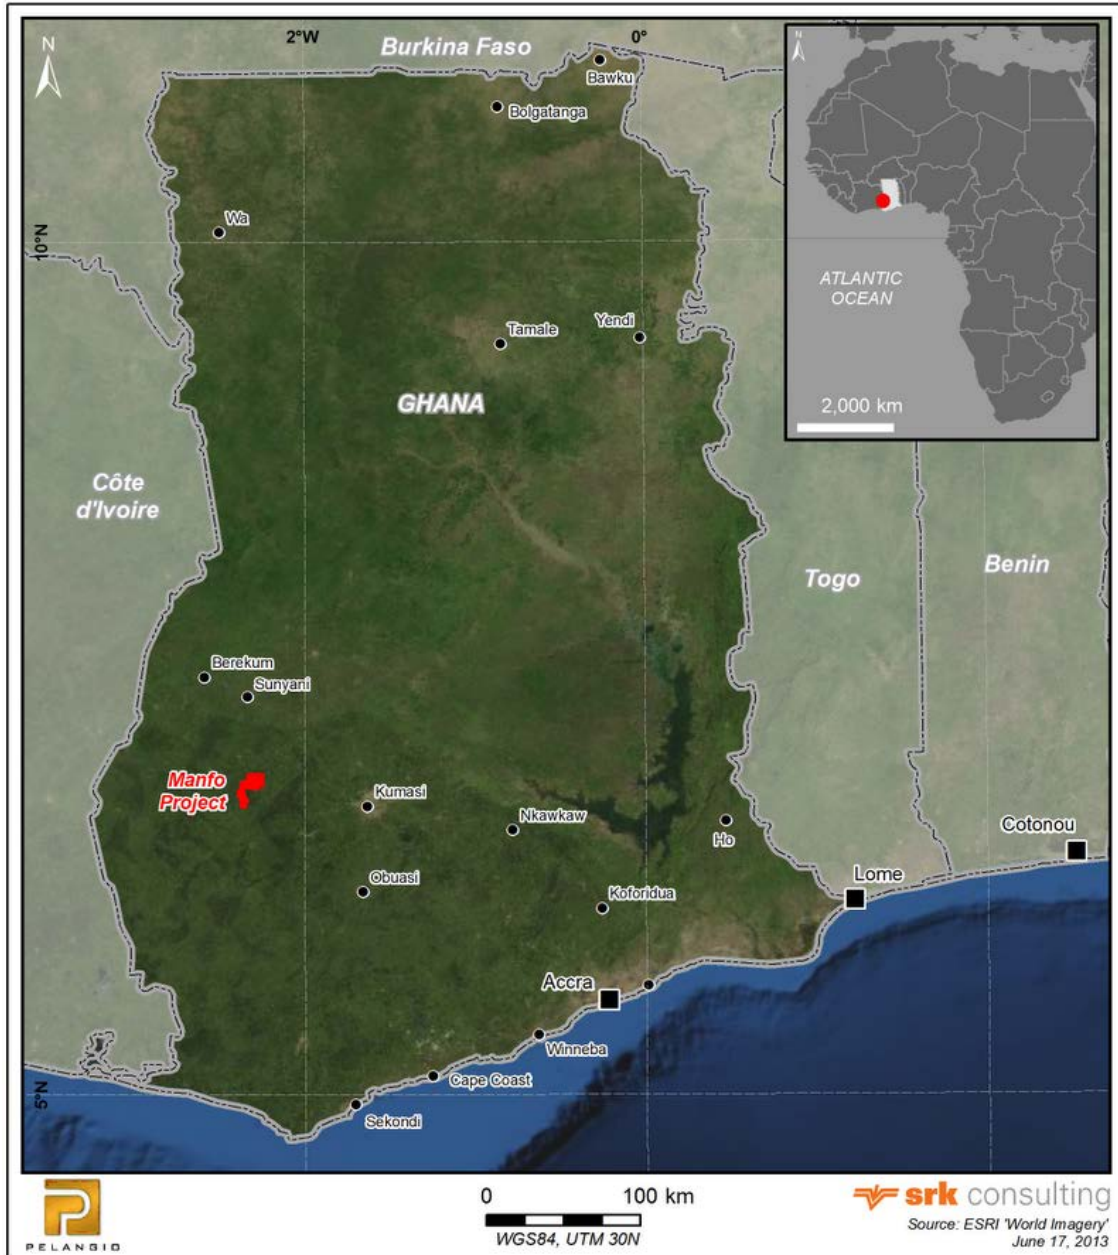 N
2°W
0°
Burkina Faso
Bawku
Bolgatanga
N
Wa
10°N
ATLANTIC
OCEAN
Tamale
Yendi
2,000 km
GHANA
Côte
d'Ivoire
Togo
Benin
Berekum
Sunyani
Manfo
Project
Kumasi
Nkawkaw
Ho
Cotonou
Obuasi
Koforidua
Lome
Accra
Winneba
Cape Coast
5°N
Sekondi
P
PELANGIO
0 100 km
WGS84, UTM 30N
srk consulting
Source: ESRI 'World Imagery'
June 17, 2013